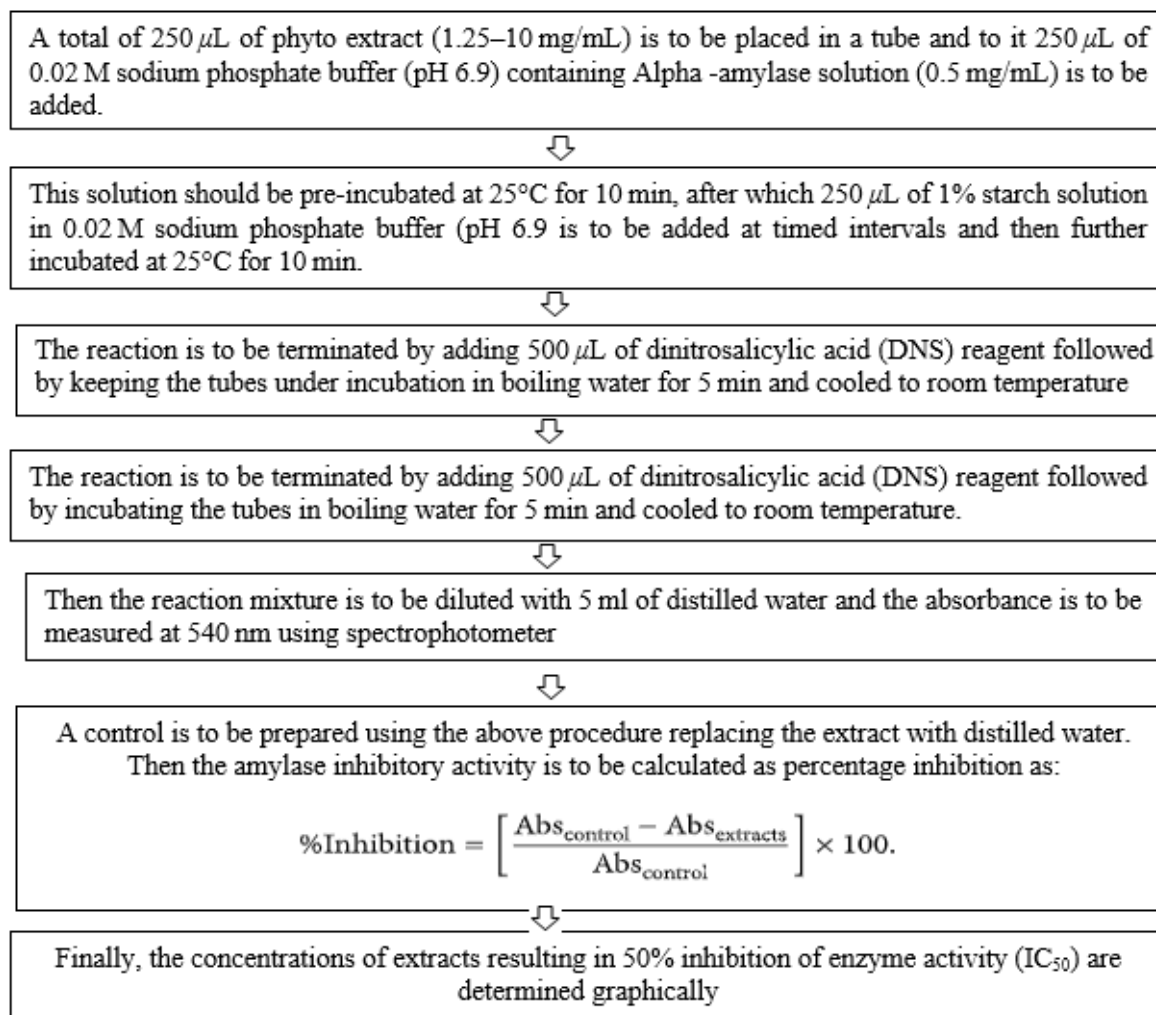 A total of 250 μL of phyto extract (1.25–10 mg/mL) is to be placed in a tube and to it 250 μL of
0.02 M sodium phosphate buffer (pH 6.9) containing Alpha -amylase solution (0.5 mg/mL) is to be
added.
This solution should be pre-incubated at 25°C for 10 min, after which 250 μL of 1% starch solution
in 0.02 M sodium phosphate buffer (pH 6.9 is to be added at timed intervals and then further
incubated at 25°C for 10 min.
The reaction is to be terminated by adding 500 μL of dinitrosalicylic acid (DNS) reagent followed
by keeping the tubes under incubation in boiling water for 5 min and cooled to room temperature
The reaction is to be terminated by adding 500 μL of dinitrosalicylic acid (DNS) reagent followed
by incubating the tubes in boiling water for 5 min and cooled to room temperature.
Then the reaction mixture is to be diluted with 5 ml of distilled water and the absorbance is to be
measured at 540 nm using spectrophotometer
A control is to be prepared using the above procedure replacing the extract with distilled water.
Then the amylase inhibitory activity is to be calculated as percentage inhibition as:
%Inhibition = [ (Abs_control − Abs_extracts) / Abs_control ] × 100.
Finally, the concentrations of extracts resulting in 50% inhibition of enzyme activity (IC₅₀) are
determined graphically